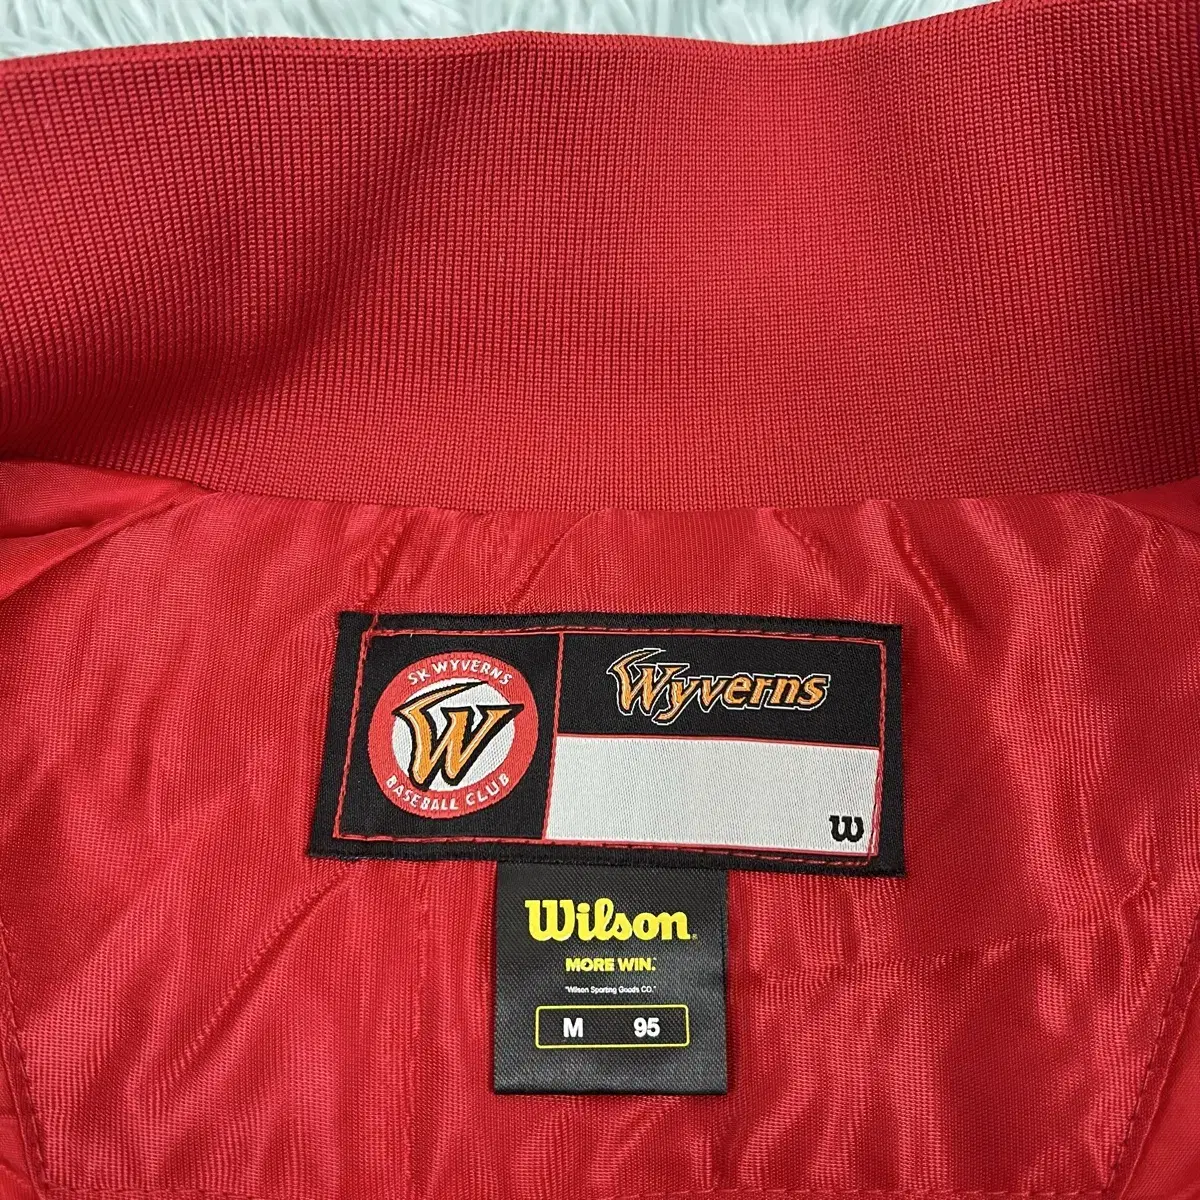 SK WYVERNS
W
BASEBALL CLUB
Wyverns
W
Wilson.
MORE WIN.
"Wilson Sporting Goods CO."
M 95